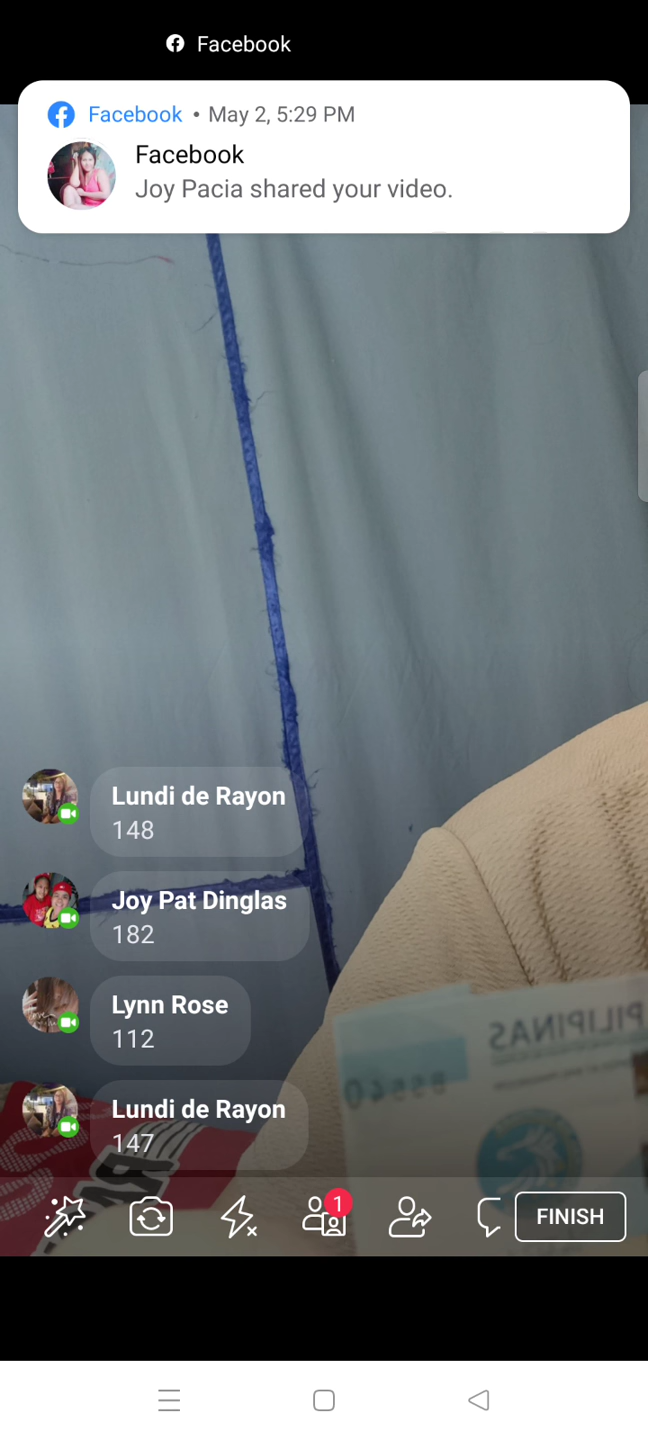 Facebook
Facebook • May 2, 5:29 PM
Facebook
Joy Pacia shared your video.
Lundi de Rayon
148
Joy Pat Dinglas
182
Lynn Rose
112
Lundi de Rayon
147
PILIPINAS
1
FINISH